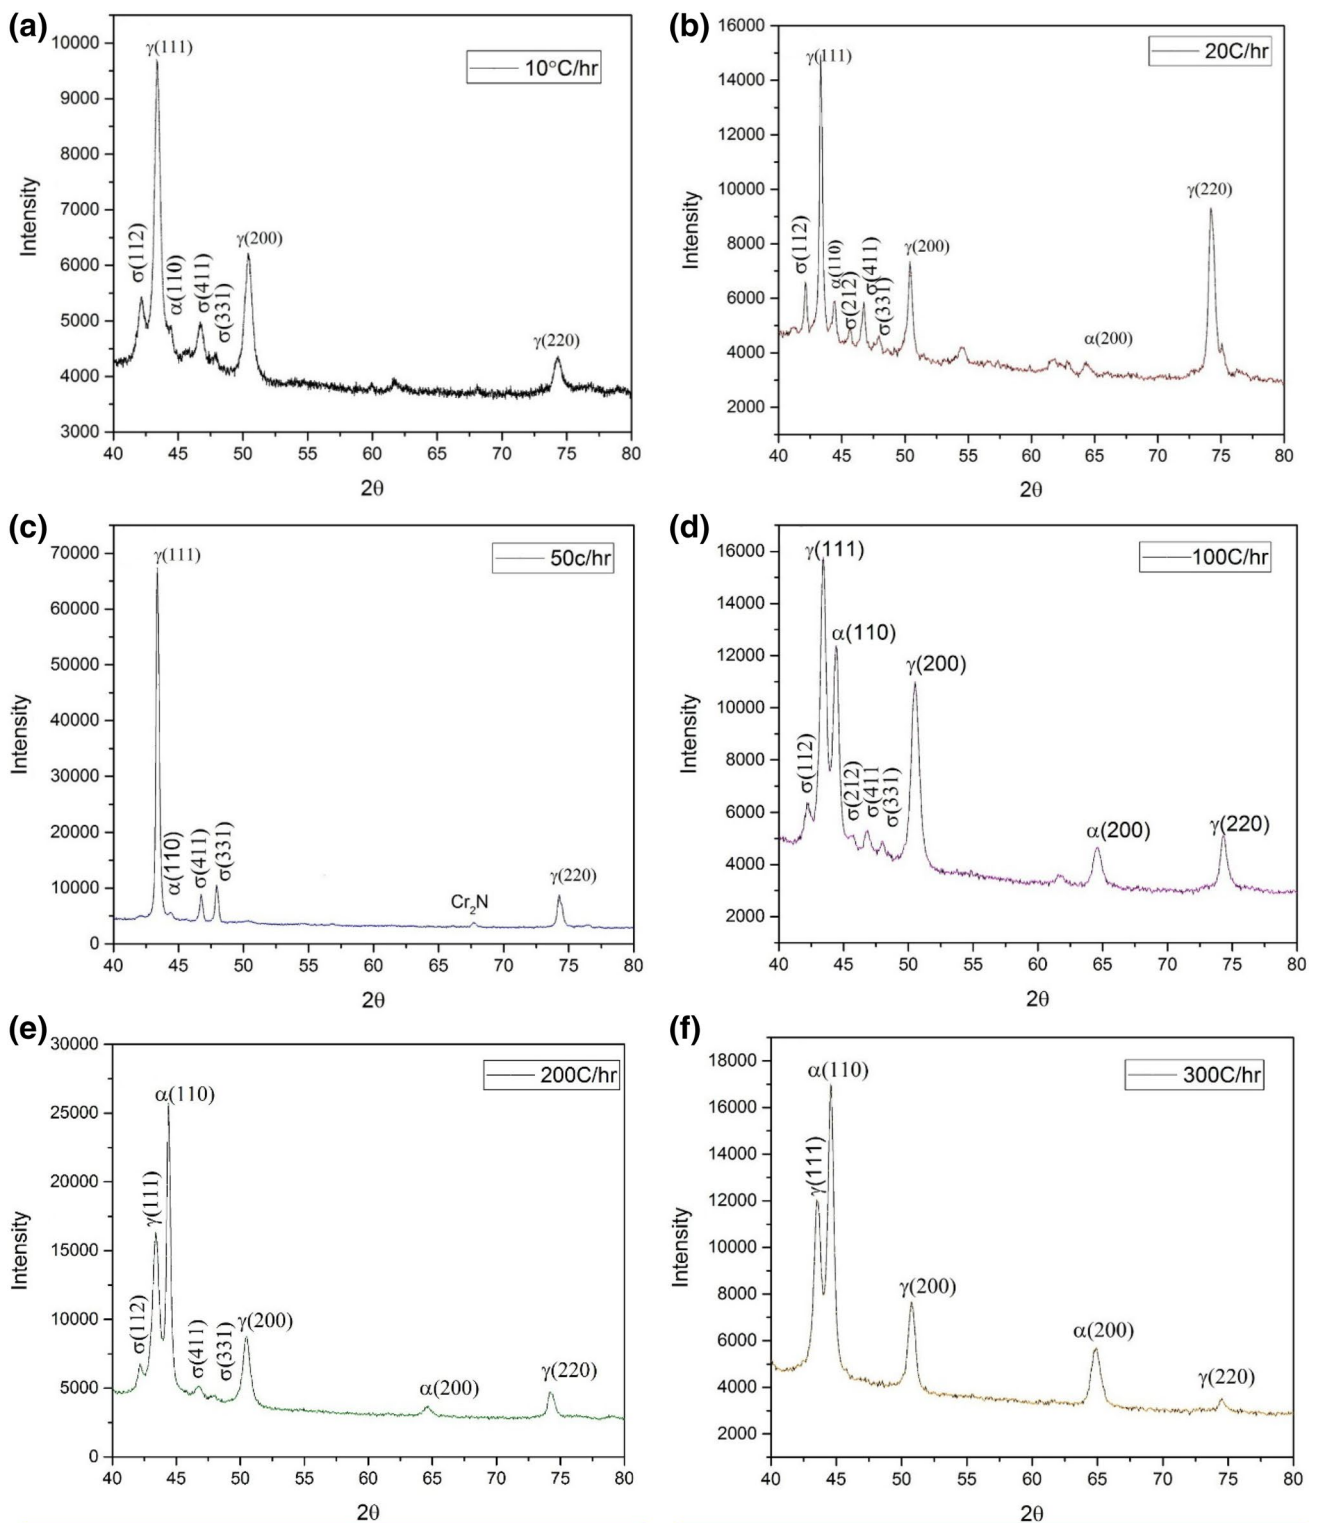 (a)
10000
9000
8000
7000
6000
5000
4000
3000
Intensity
γ(111)
10°C/hr
σ(112)
α(110)
σ(411)
σ(331)
γ(200)
γ(220)
40 45 50 55 60 65 70 75 80
2θ
(b)
16000
14000
12000
10000
8000
6000
4000
2000
Intensity
γ(111)
20C/hr
σ(112)
α(110)
σ(212)
σ(411)
σ(331)
γ(200)
α(200)
γ(220)
40 45 50 55 60 65 70 75 80
2θ
(c)
70000
60000
50000
40000
30000
20000
10000
0
Intensity
γ(111)
50c/hr
α(110)
σ(411)
σ(331)
Cr2N
γ(220)
40 45 50 55 60 65 70 75 80
2θ
(d)
16000
14000
12000
10000
8000
6000
4000
2000
Intensity
γ(111)
100C/hr
σ(112)
α(110)
σ(212)
σ(411
σ(331)
γ(200)
α(200)
γ(220)
40 45 50 55 60 65 70 75 80
2θ
(e)
30000
25000
20000
15000
10000
5000
0
Intensity
200C/hr
α(110)
γ(111)
σ(112)
σ(411)
σ(331)
γ(200)
α(200)
γ(220)
40 45 50 55 60 65 70 75 80
2θ
(f)
18000
16000
14000
12000
10000
8000
6000
4000
2000
Intensity
α(110)
300C/hr
γ(111)
γ(200)
α(200)
γ(220)
40 45 50 55 60 65 70 75 80
2θ